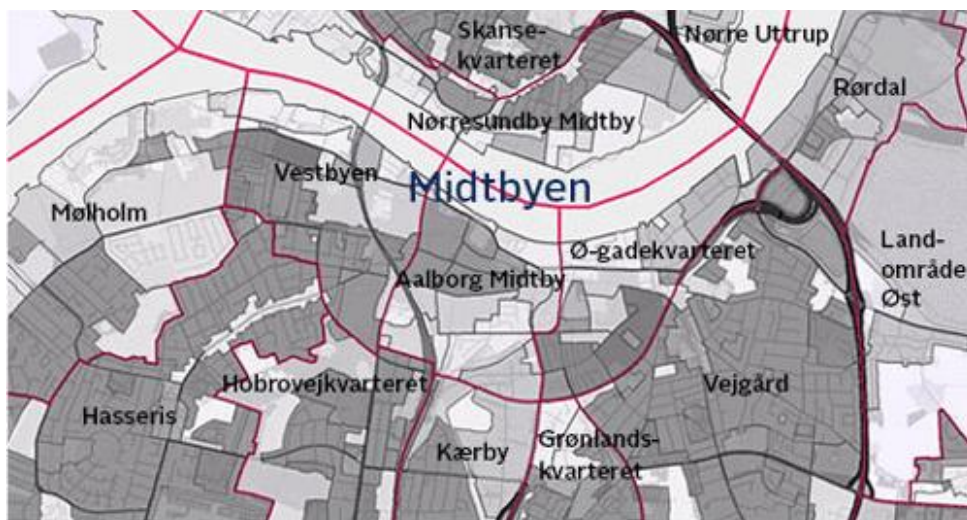 Skanse-
kvarteret
Nørre Uttrup
Rørdal
Nørresundby Midtby
Vestbyen
Midtbyen
Mølholm
Ø-gadekvarteret
Land-
område
Øst
Aalborg Midtby
Hobrovejkvarteret
Vejgård
Hasseris
Kærby
Grønlands-
kvarteret